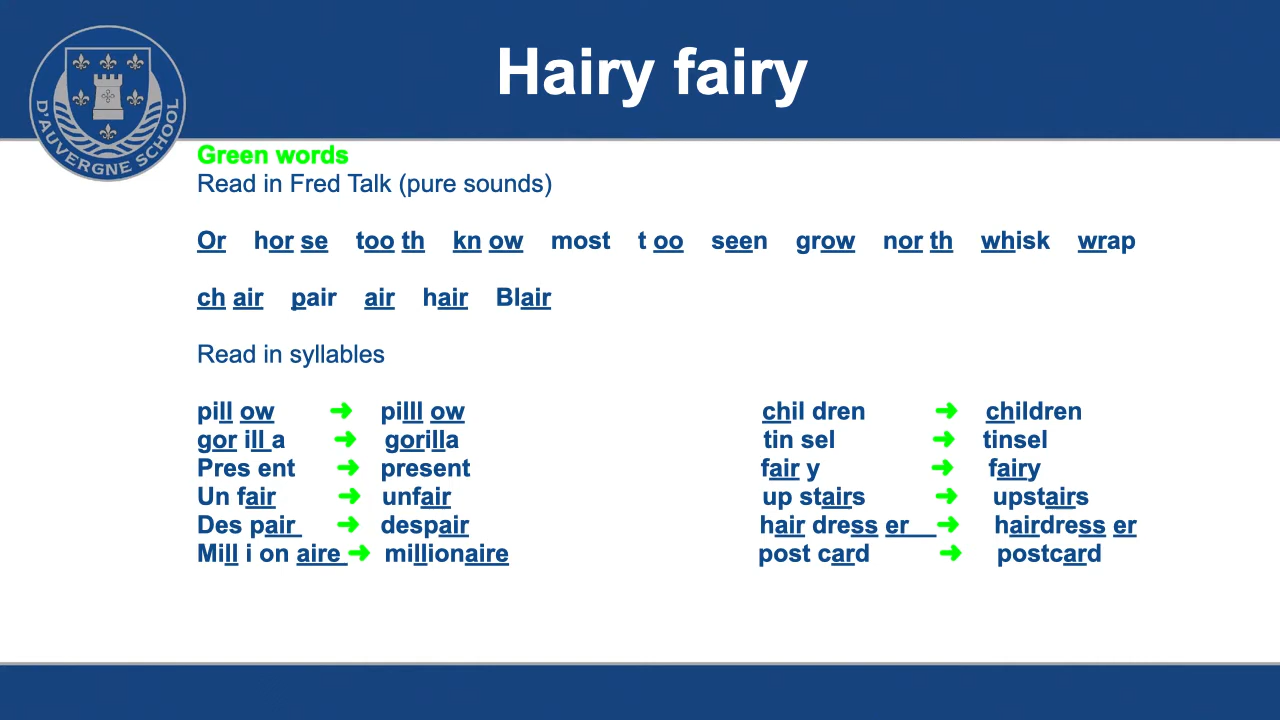 Hairy fairy
D'AUVERGNE SCHOOL
Green words
Read in Fred Talk (pure sounds)
Or hor se too th kn ow most t oo seen grow nor th whisk wrap
ch air pair air hair Blair
Read in syllables
pill ow ➜ pilll ow chil dren ➜ children
gor ill a ➜ gorilla tin sel ➜ tinsel
Pres ent ➜ present fair y ➜ fairy
Un fair ➜ unfair up stairs ➜ upstairs
Des pair ➜ despair hair dress er ➜ hairdress er
Mill i on aire ➜ millionaire post card ➜ postcard